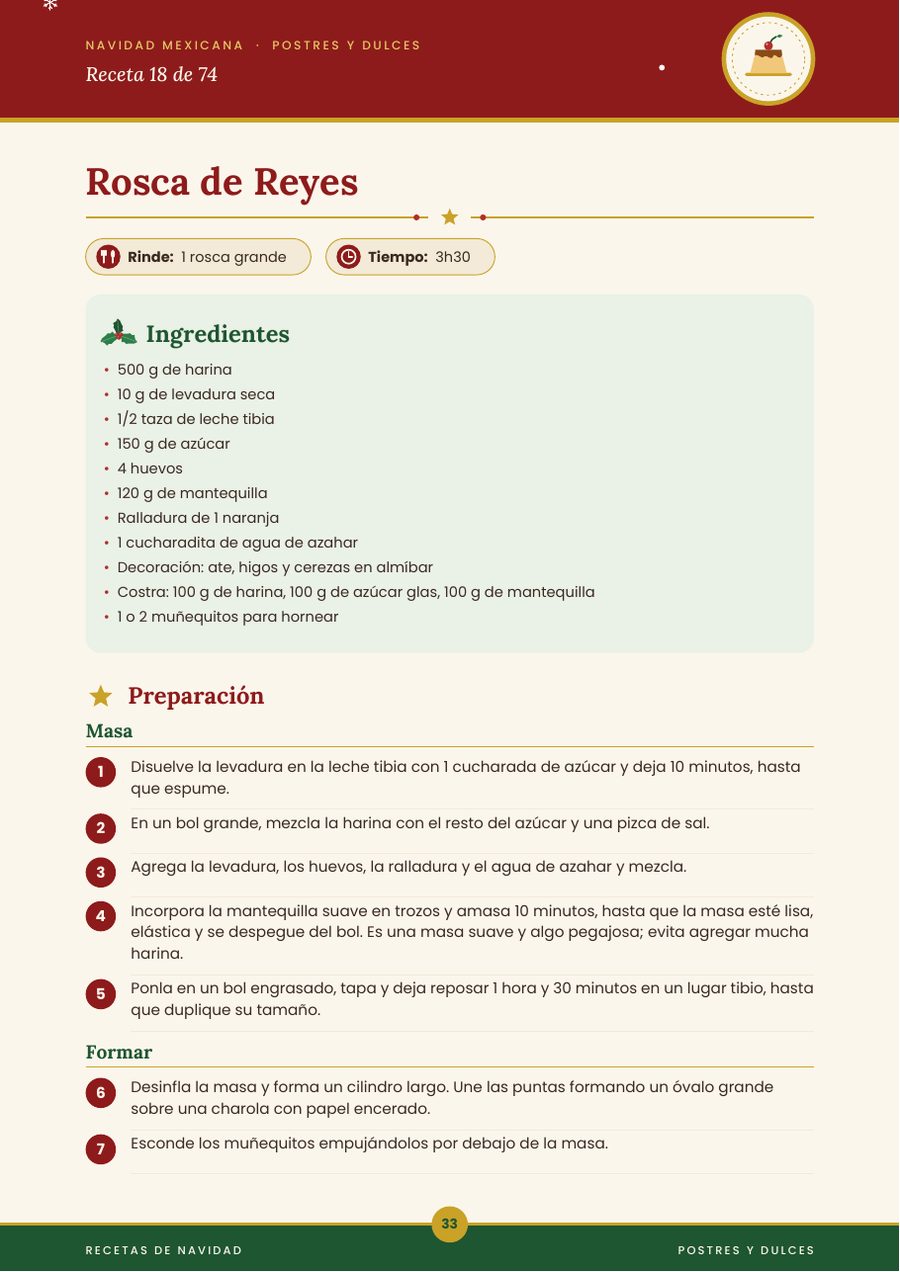 NAVIDAD MEXICANA · POSTRES Y DULCES
Receta 18 de 74
Rosca de Reyes
Rinde: 1 rosca grande
Tiempo: 3h30
Ingredientes
• 500 g de harina
• 10 g de levadura seca
• 1/2 taza de leche tibia
• 150 g de azúcar
• 4 huevos
• 120 g de mantequilla
• Ralladura de 1 naranja
• 1 cucharadita de agua de azahar
• Decoración: ate, higos y cerezas en almíbar
• Costra: 100 g de harina, 100 g de azúcar glas, 100 g de mantequilla
• 1 o 2 muñequitos para hornear
Preparación
Masa
1 Disuelve la levadura en la leche tibia con 1 cucharada de azúcar y deja 10 minutos, hasta
que espume.
2 En un bol grande, mezcla la harina con el resto del azúcar y una pizca de sal.
3 Agrega la levadura, los huevos, la ralladura y el agua de azahar y mezcla.
4 Incorpora la mantequilla suave en trozos y amasa 10 minutos, hasta que la masa esté lisa,
elástica y se despegue del bol. Es una masa suave y algo pegajosa; evita agregar mucha
harina.
5 Ponla en un bol engrasado, tapa y deja reposar 1 hora y 30 minutos en un lugar tibio, hasta
que duplique su tamaño.
Formar
6 Desinfla la masa y forma un cilindro largo. Une las puntas formando un óvalo grande
sobre una charola con papel encerado.
7 Esconde los muñequitos empujándolos por debajo de la masa.
33
RECETAS DE NAVIDAD
POSTRES Y DULCES